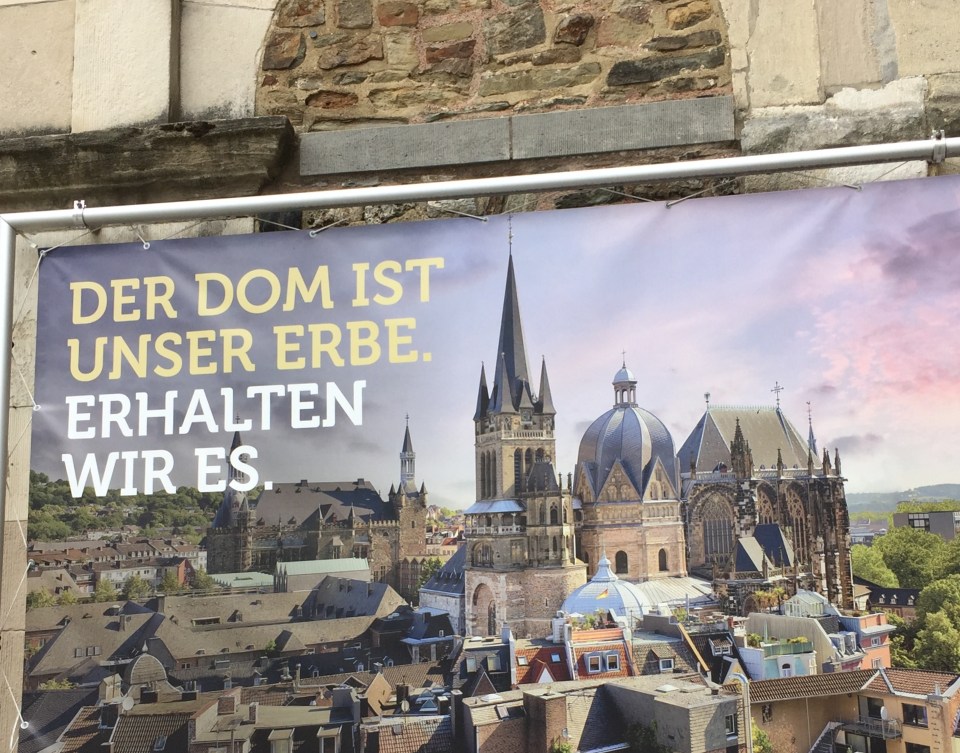 DER DOM IST
UNSER ERBE.
ERHALTEN
WIR ES.